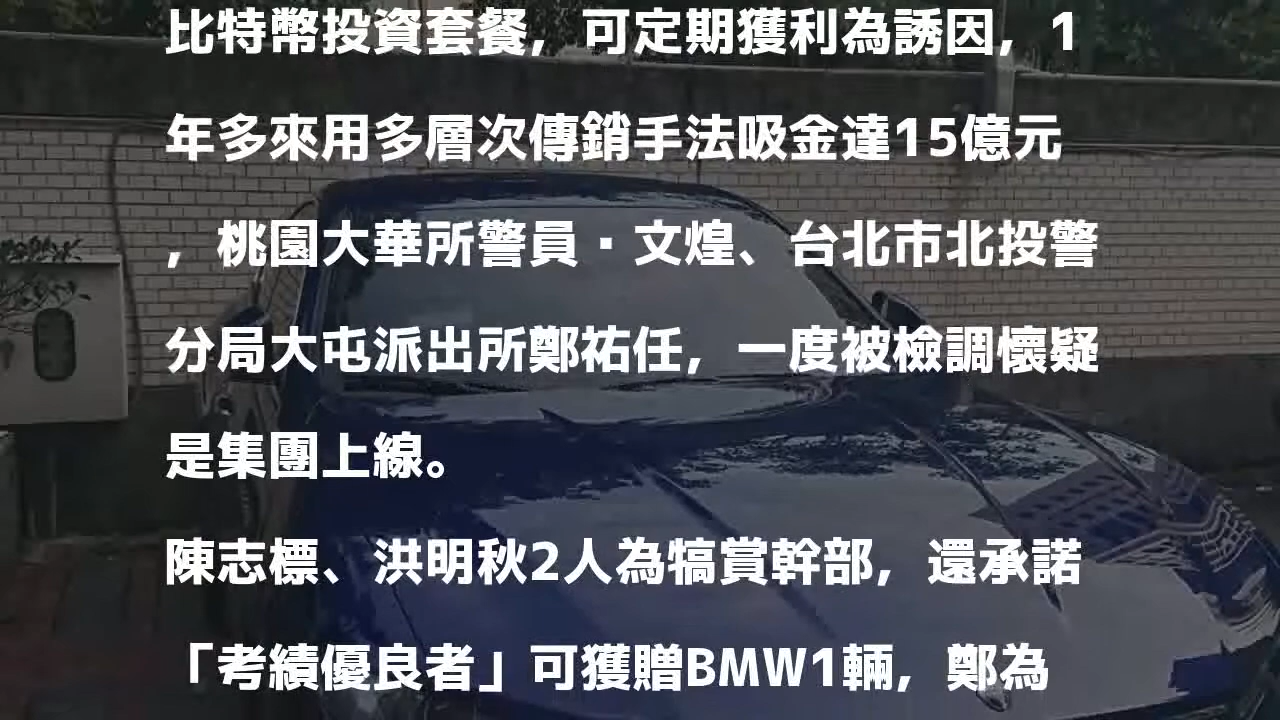 比特幣投資套餐，可定期獲利為誘因，1
年多來用多層次傳銷手法吸金達15億元
，桃園大華所警員·文煌、台北市北投警
分局大屯派出所鄭祐任，一度被檢調懷疑
是集團上線。
陳志標、洪明秋2人為犒賞幹部，還承諾
「考績優良者」可獲贈BMW1輛，鄭為